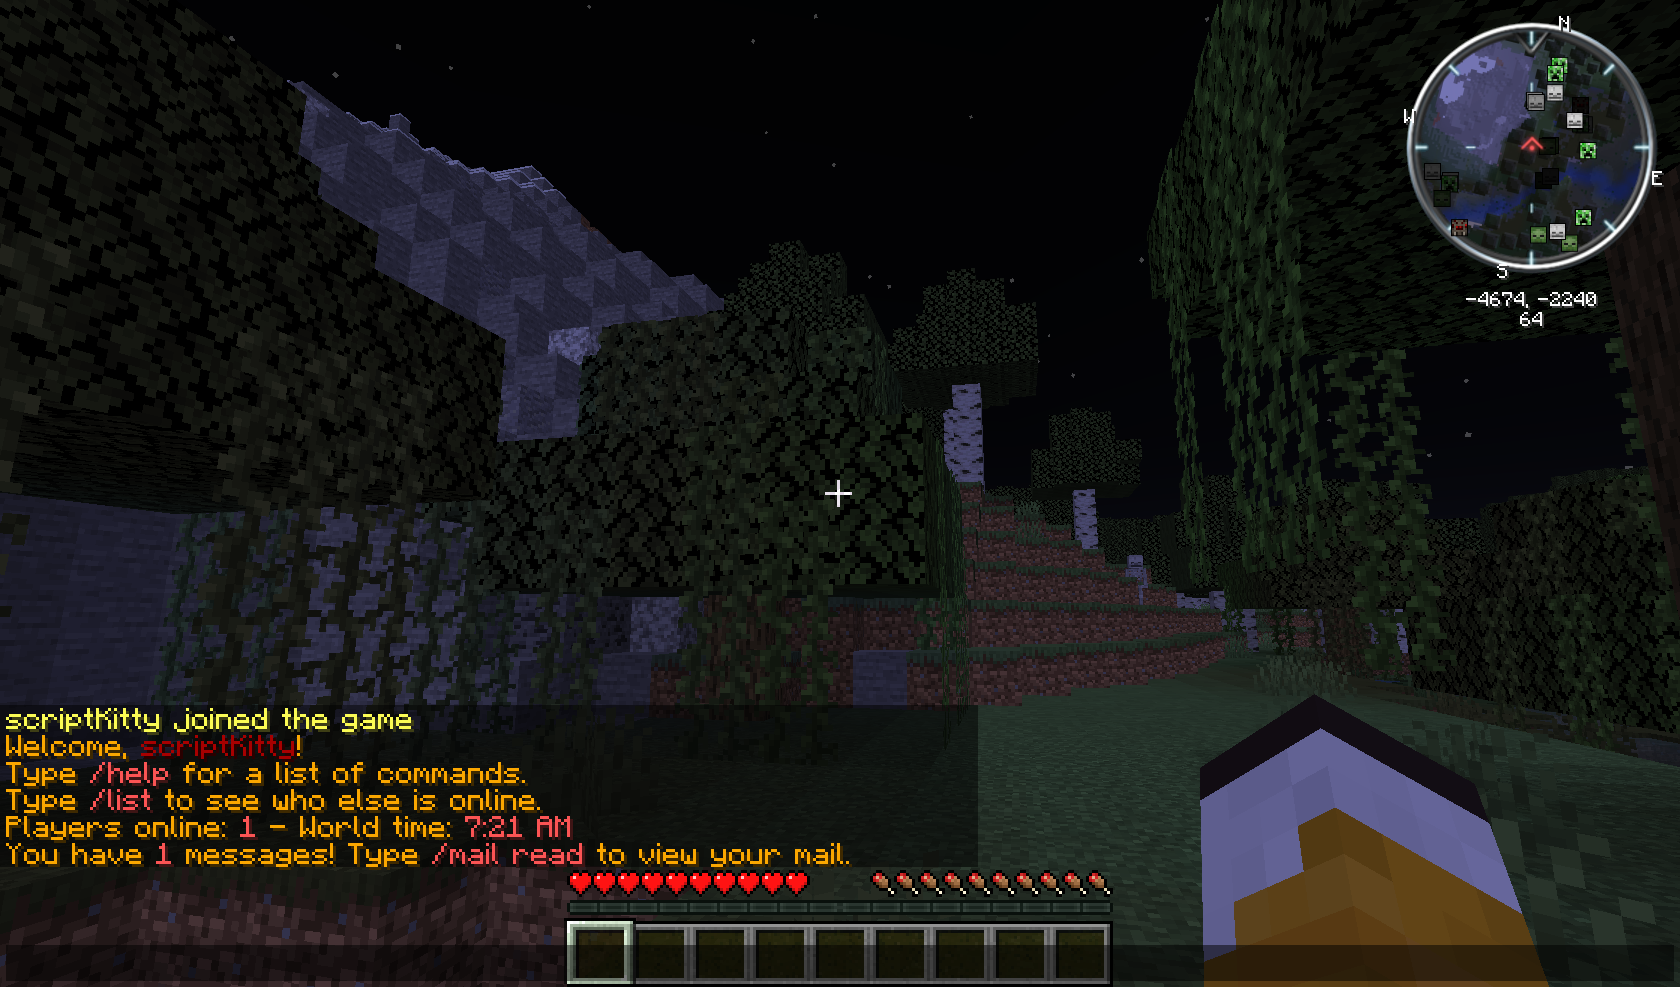 N
W
E
S
-4674, -2240
64
scriptKitty joined the game
Welcome, scriptKitty!
Type /help for a list of commands.
Type /list to see who else is online.
Players online: 1 - World time: 7:21 AM
You have 1 messages! Type /mail read to view your mail.